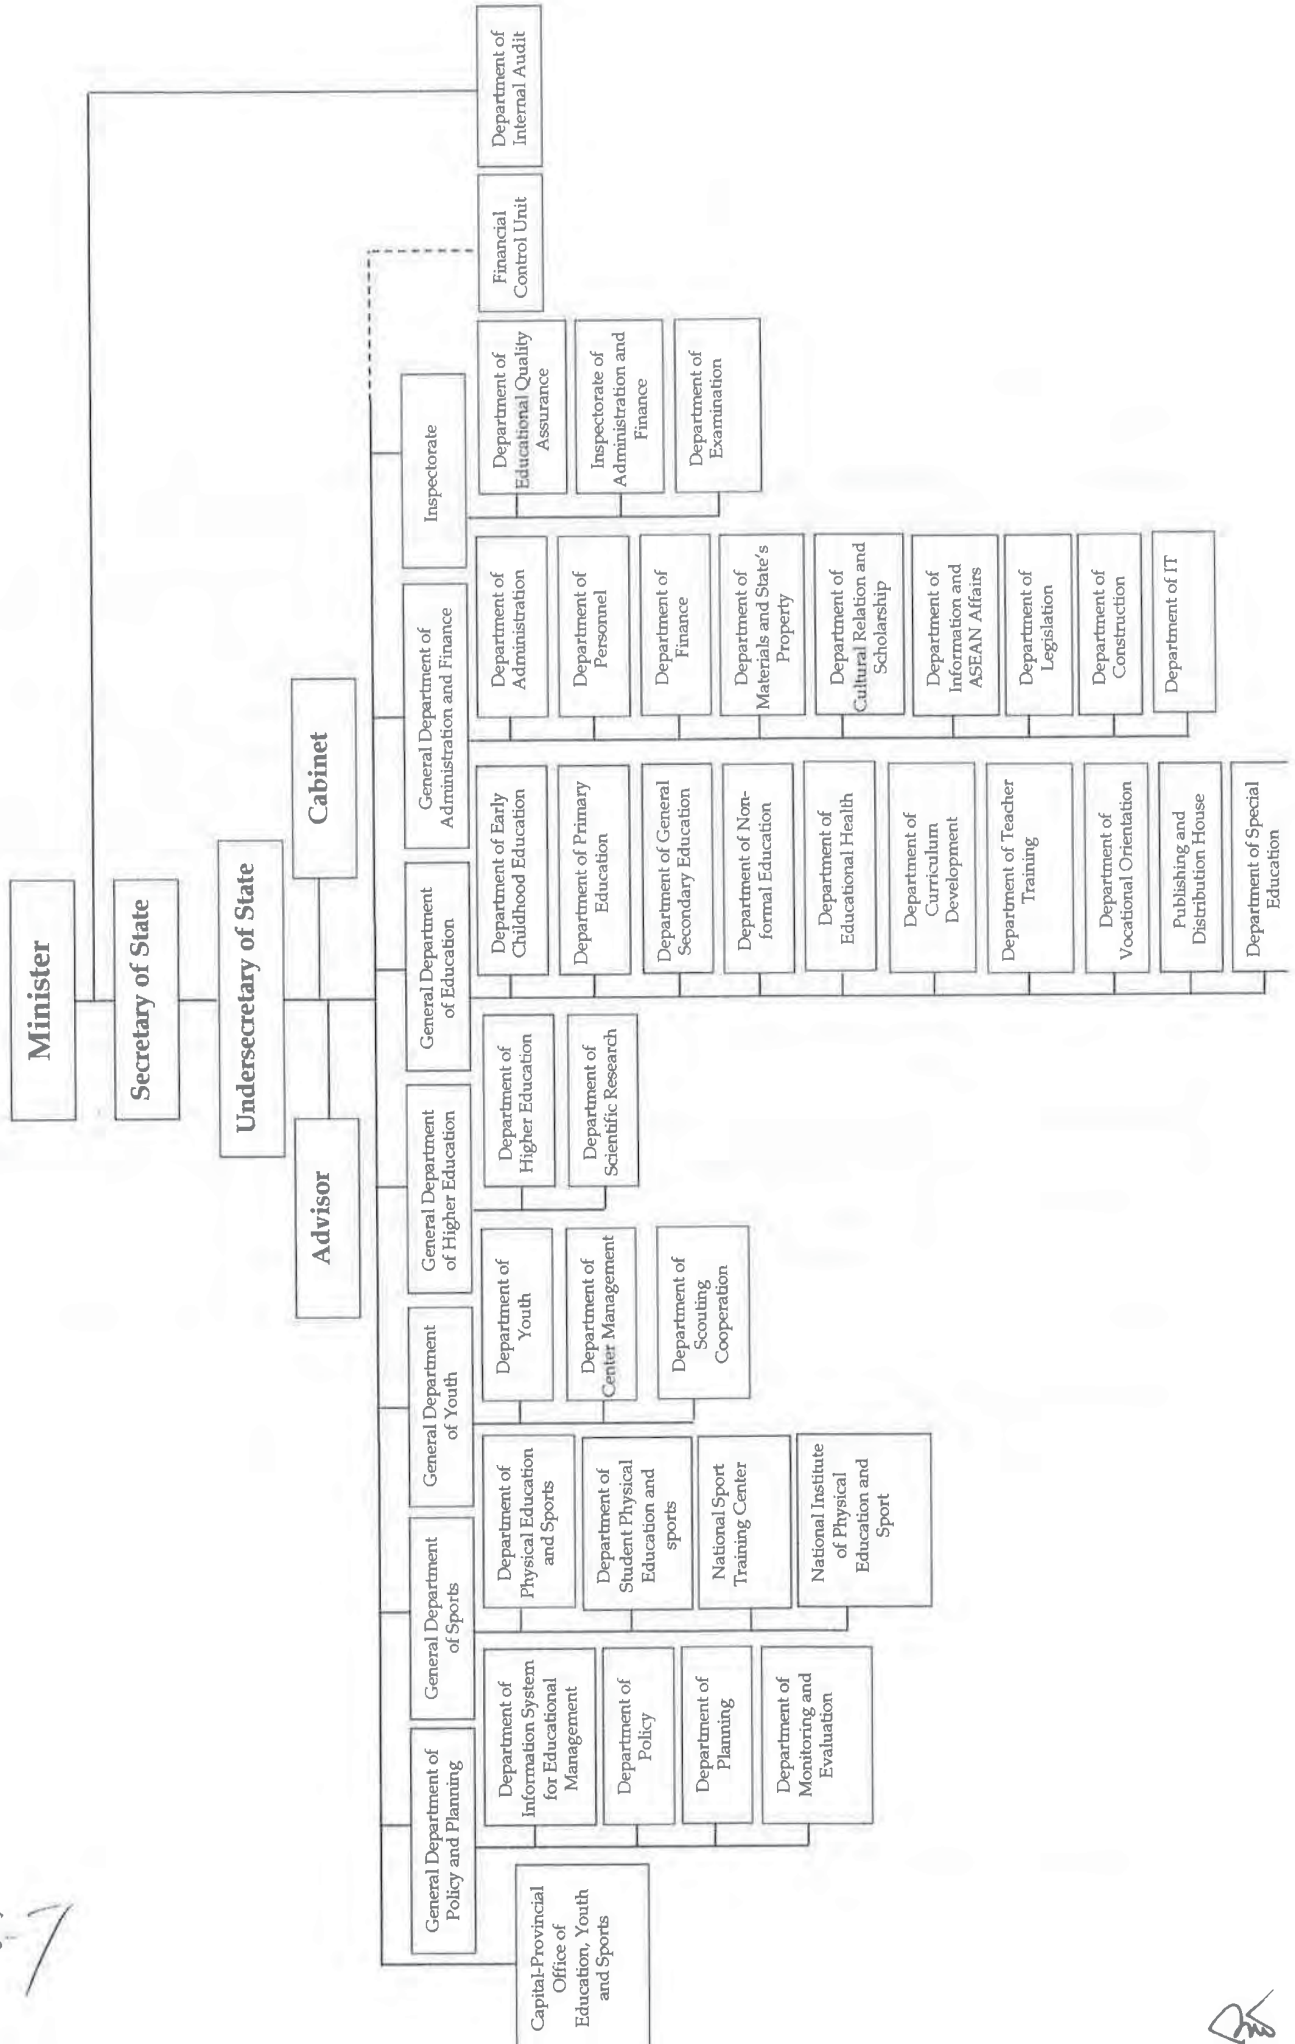 Minister
Secretary of State
Undersecretary of State
Advisor
Cabinet
Capital-Provincial
Office of
Education, Youth
and Sports
General Department of
Policy and Planning
Department of
Information System
for Educational
Management
Department of
Policy
Department of
Planning
Department of
Monitoring and
Evaluation
General Department
of Sports
Department of
Physical Education
and Sports
Department of
Student Physical
Education and
sports
National Sport
Training Center
National Institute
of Physical
Education and
Sport
General Department
of Youth
Department of
Youth
Department of
Center Management
Department of
Scouting
Cooperation
General Department
of Higher Education
Department of
Higher Education
Department of
Scientific Research
General Department
of Education
Department of Early
Childhood Education
Department of Primary
Education
Department of General
Secondary Education
Department of Non-
formal Education
Department of
Educational Health
Department of
Curriculum
Development
Department of Teacher
Training
Department of
Vocational Orientation
Publishing and
Distribution House
Department of Special
Education
General Department of
Administration and Finance
Department of
Administration
Department of
Personnel
Department of
Finance
Department of
Materials and State's
Property
Department of
Cultural Relation and
Scholarship
Department of
Information and
ASEAN Affairs
Department of
Legislation
Department of
Construction
Department of IT
Inspectorate
Department of
Educational Quality
Assurance
Inspectorate of
Administration and
Finance
Department of
Examination
Financial
Control Unit
Department of
Internal Audit